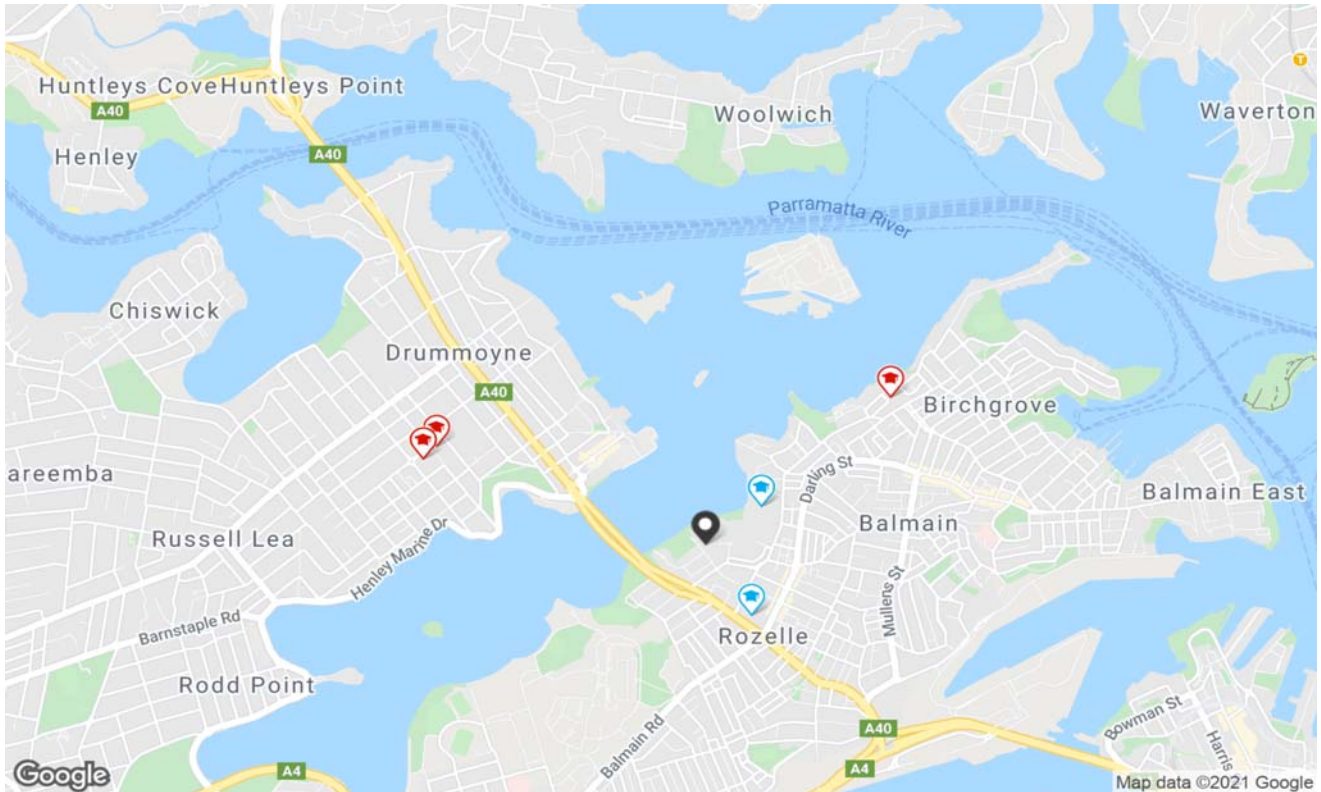 Huntleys Cove
Huntleys Point
A40
Woolwich
Waverton
T
Henley
A40
Parramatta River
Chiswick
Drummoyne
A40
Birchgrove
areemba
Darling St
Balmain East
Balmain
Russell Lea
Henley Marine Dr
Mullens St
Barnstaple Rd
Rozelle
Rodd Point
Balmain Rd
A40
Bowman St
Harris
A4
A4
Google
Map data ©2021 Google